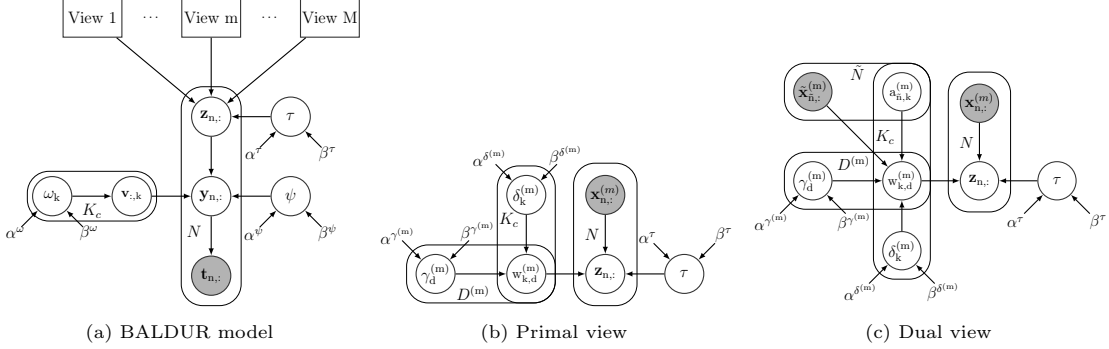 View 1 ··· View m ··· View M
z_{n,:}
τ
α^τ β^τ
ω_k v_{:,k} y_{n,:} ψ
K_c
α^ω β^ω
N
α^ψ β^ψ
t_{n,:}
(a) BALDUR model
α^{δ^{(m)}} β^{δ^{(m)}}
δ_k^{(m)} x_{n,:}^{(m)}
K_c N
α^{γ^{(m)}} β^{γ^{(m)}} α^τ β^τ
γ_d^{(m)} w_{k,d}^{(m)} z_{n,:} τ
D^{(m)}
(b) Primal view
Ñ
x̃_{ñ,:}^{(m)} a_{ñ,k}^{(m)} x_{n,:}^{(m)}
K_c N
D^{(m)}
γ_d^{(m)} w_{k,d}^{(m)} z_{n,:} τ
α^{γ^{(m)}} β^{γ^{(m)}} α^τ β^τ
δ_k^{(m)}
α^{δ^{(m)}} β^{δ^{(m)}}
(c) Dual view